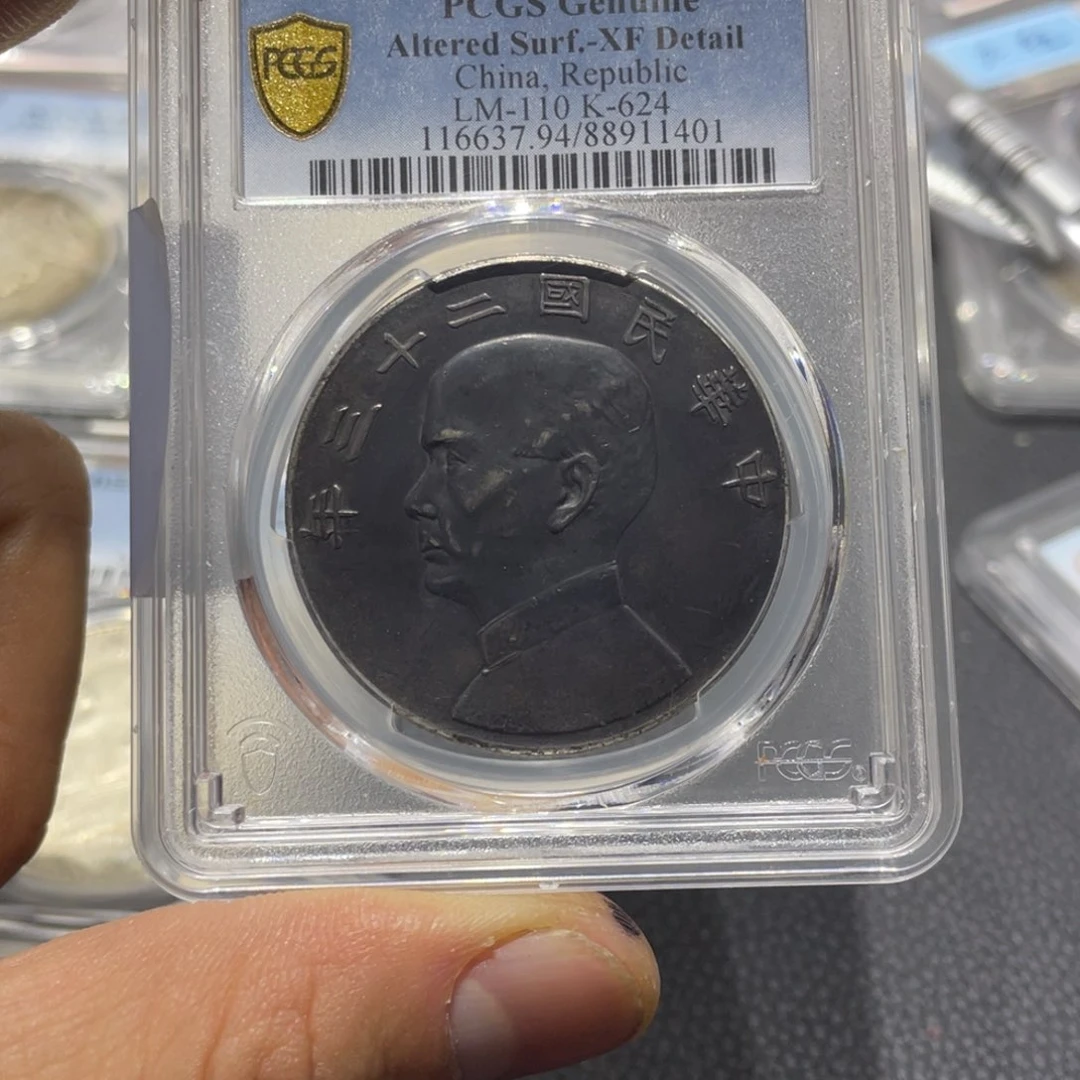 PCGS Genuine
Altered Surf.-XF Detail
China, Republic
LM-110 K-624
116637.94/88911401
PCGS
年三十二國民華中
PCGS